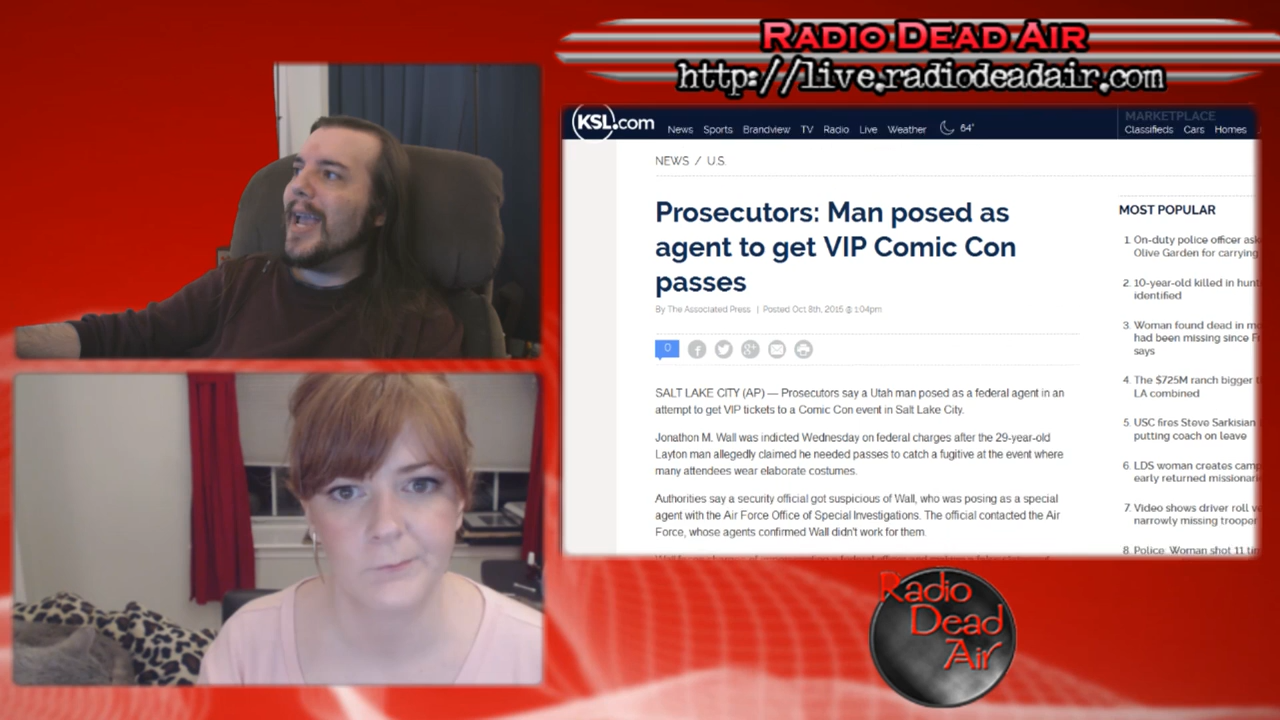 RADIO DEAD AIR
http://live.radiodeadair.com
KSL.com
News Sports Brandview TV Radio Live Weather 64°
MARKETPLACE
Classifieds Cars Homes
NEWS / U.S.
Prosecutors: Man posed as
agent to get VIP Comic Con
passes
By The Associated Press | Posted Oct 8th, 2015 @ 1:04pm
0
SALT LAKE CITY (AP) — Prosecutors say a Utah man posed as a federal agent in an
attempt to get VIP tickets to a Comic Con event in Salt Lake City.
Jonathon M. Wall was indicted Wednesday on federal charges after the 29-year-old
Layton man allegedly claimed he needed passes to catch a fugitive at the event where
many attendees wear elaborate costumes.
Authorities say a security official got suspicious of Wall, who was posing as a special
agent with the Air Force Office of Special Investigations. The official contacted the Air
Force, whose agents confirmed Wall didn't work for them.
MOST POPULAR
1. On-duty police officer ask
Olive Garden for carrying
2. 10-year-old killed in hunt
identified
3. Woman found dead in mo
had been missing since F
says
4. The $725M ranch bigger t
LA combined
5. USC fires Steve Sarkisian
putting coach on leave
6. LDS woman creates camp
early returned missionari
7. Video shows driver roll v
narrowly missing trooper
8. Police: Woman shot 11 ti
Radio
Dead
Air